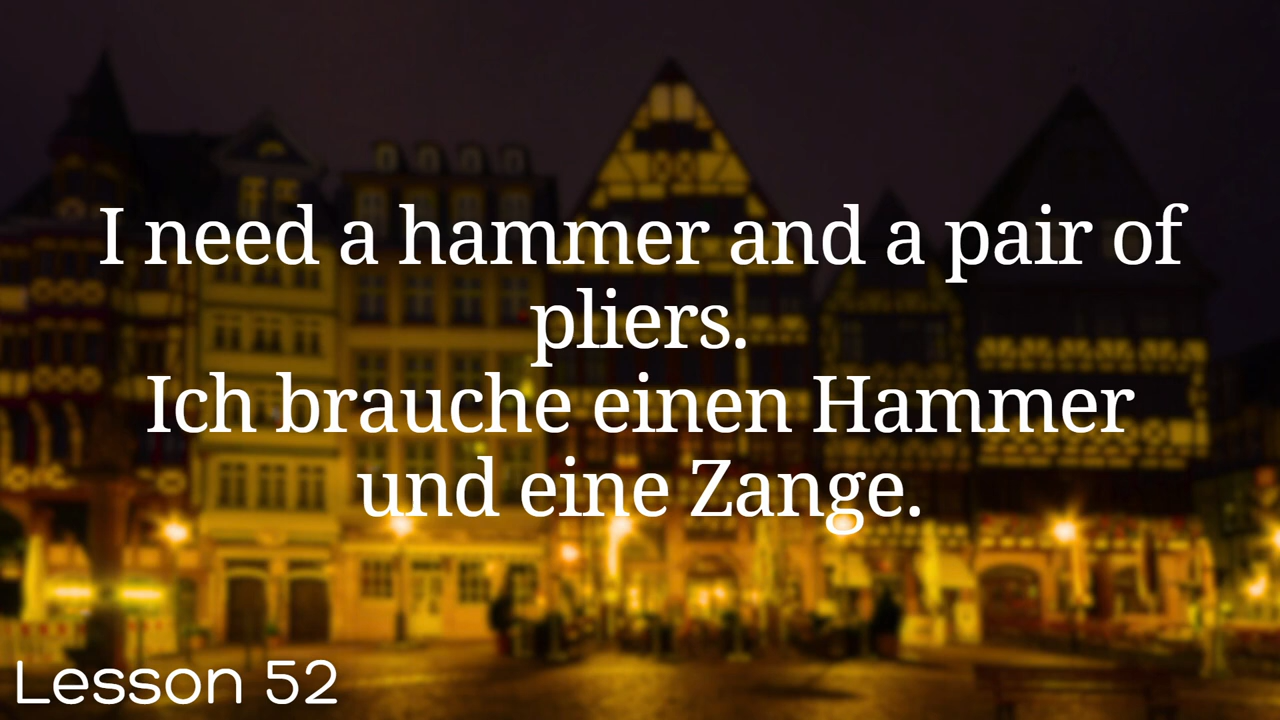 I need a hammer and a pair of
pliers.
Ich brauche einen Hammer
und eine Zange.
Lesson 52